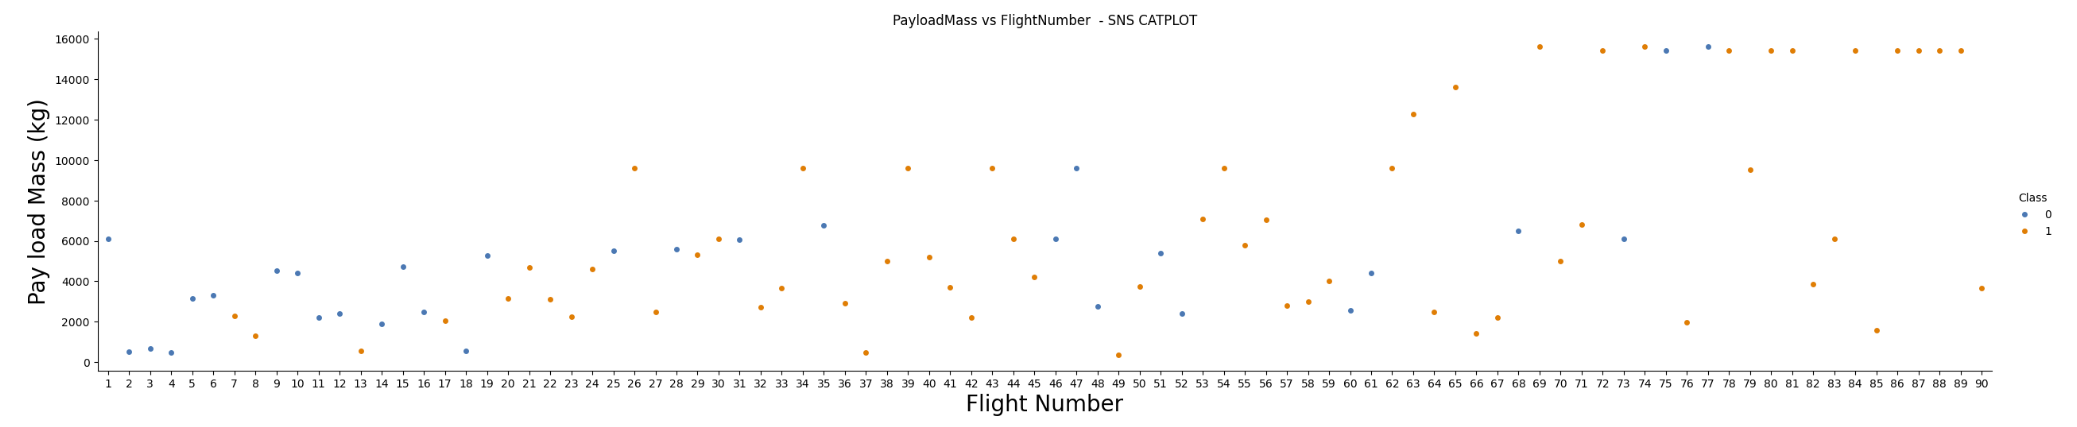 PayloadMass vs FlightNumber  - SNS CATPLOT
16000
14000
12000
10000
8000
6000
4000
2000
0
Pay load Mass (kg)
1 2 3 4 5 6 7 8 9 10 11 12 13 14 15 16 17 18 19 20 21 22 23 24 25 26 27 28 29 30 31 32 33 34 35 36 37 38 39 40 41 42 43 44 45 46 47 48 49 50 51 52 53 54 55 56 57 58 59 60 61 62 63 64 65 66 67 68 69 70 71 72 73 74 75 76 77 78 79 80 81 82 83 84 85 86 87 88 89 90
Flight Number
Class
0
1